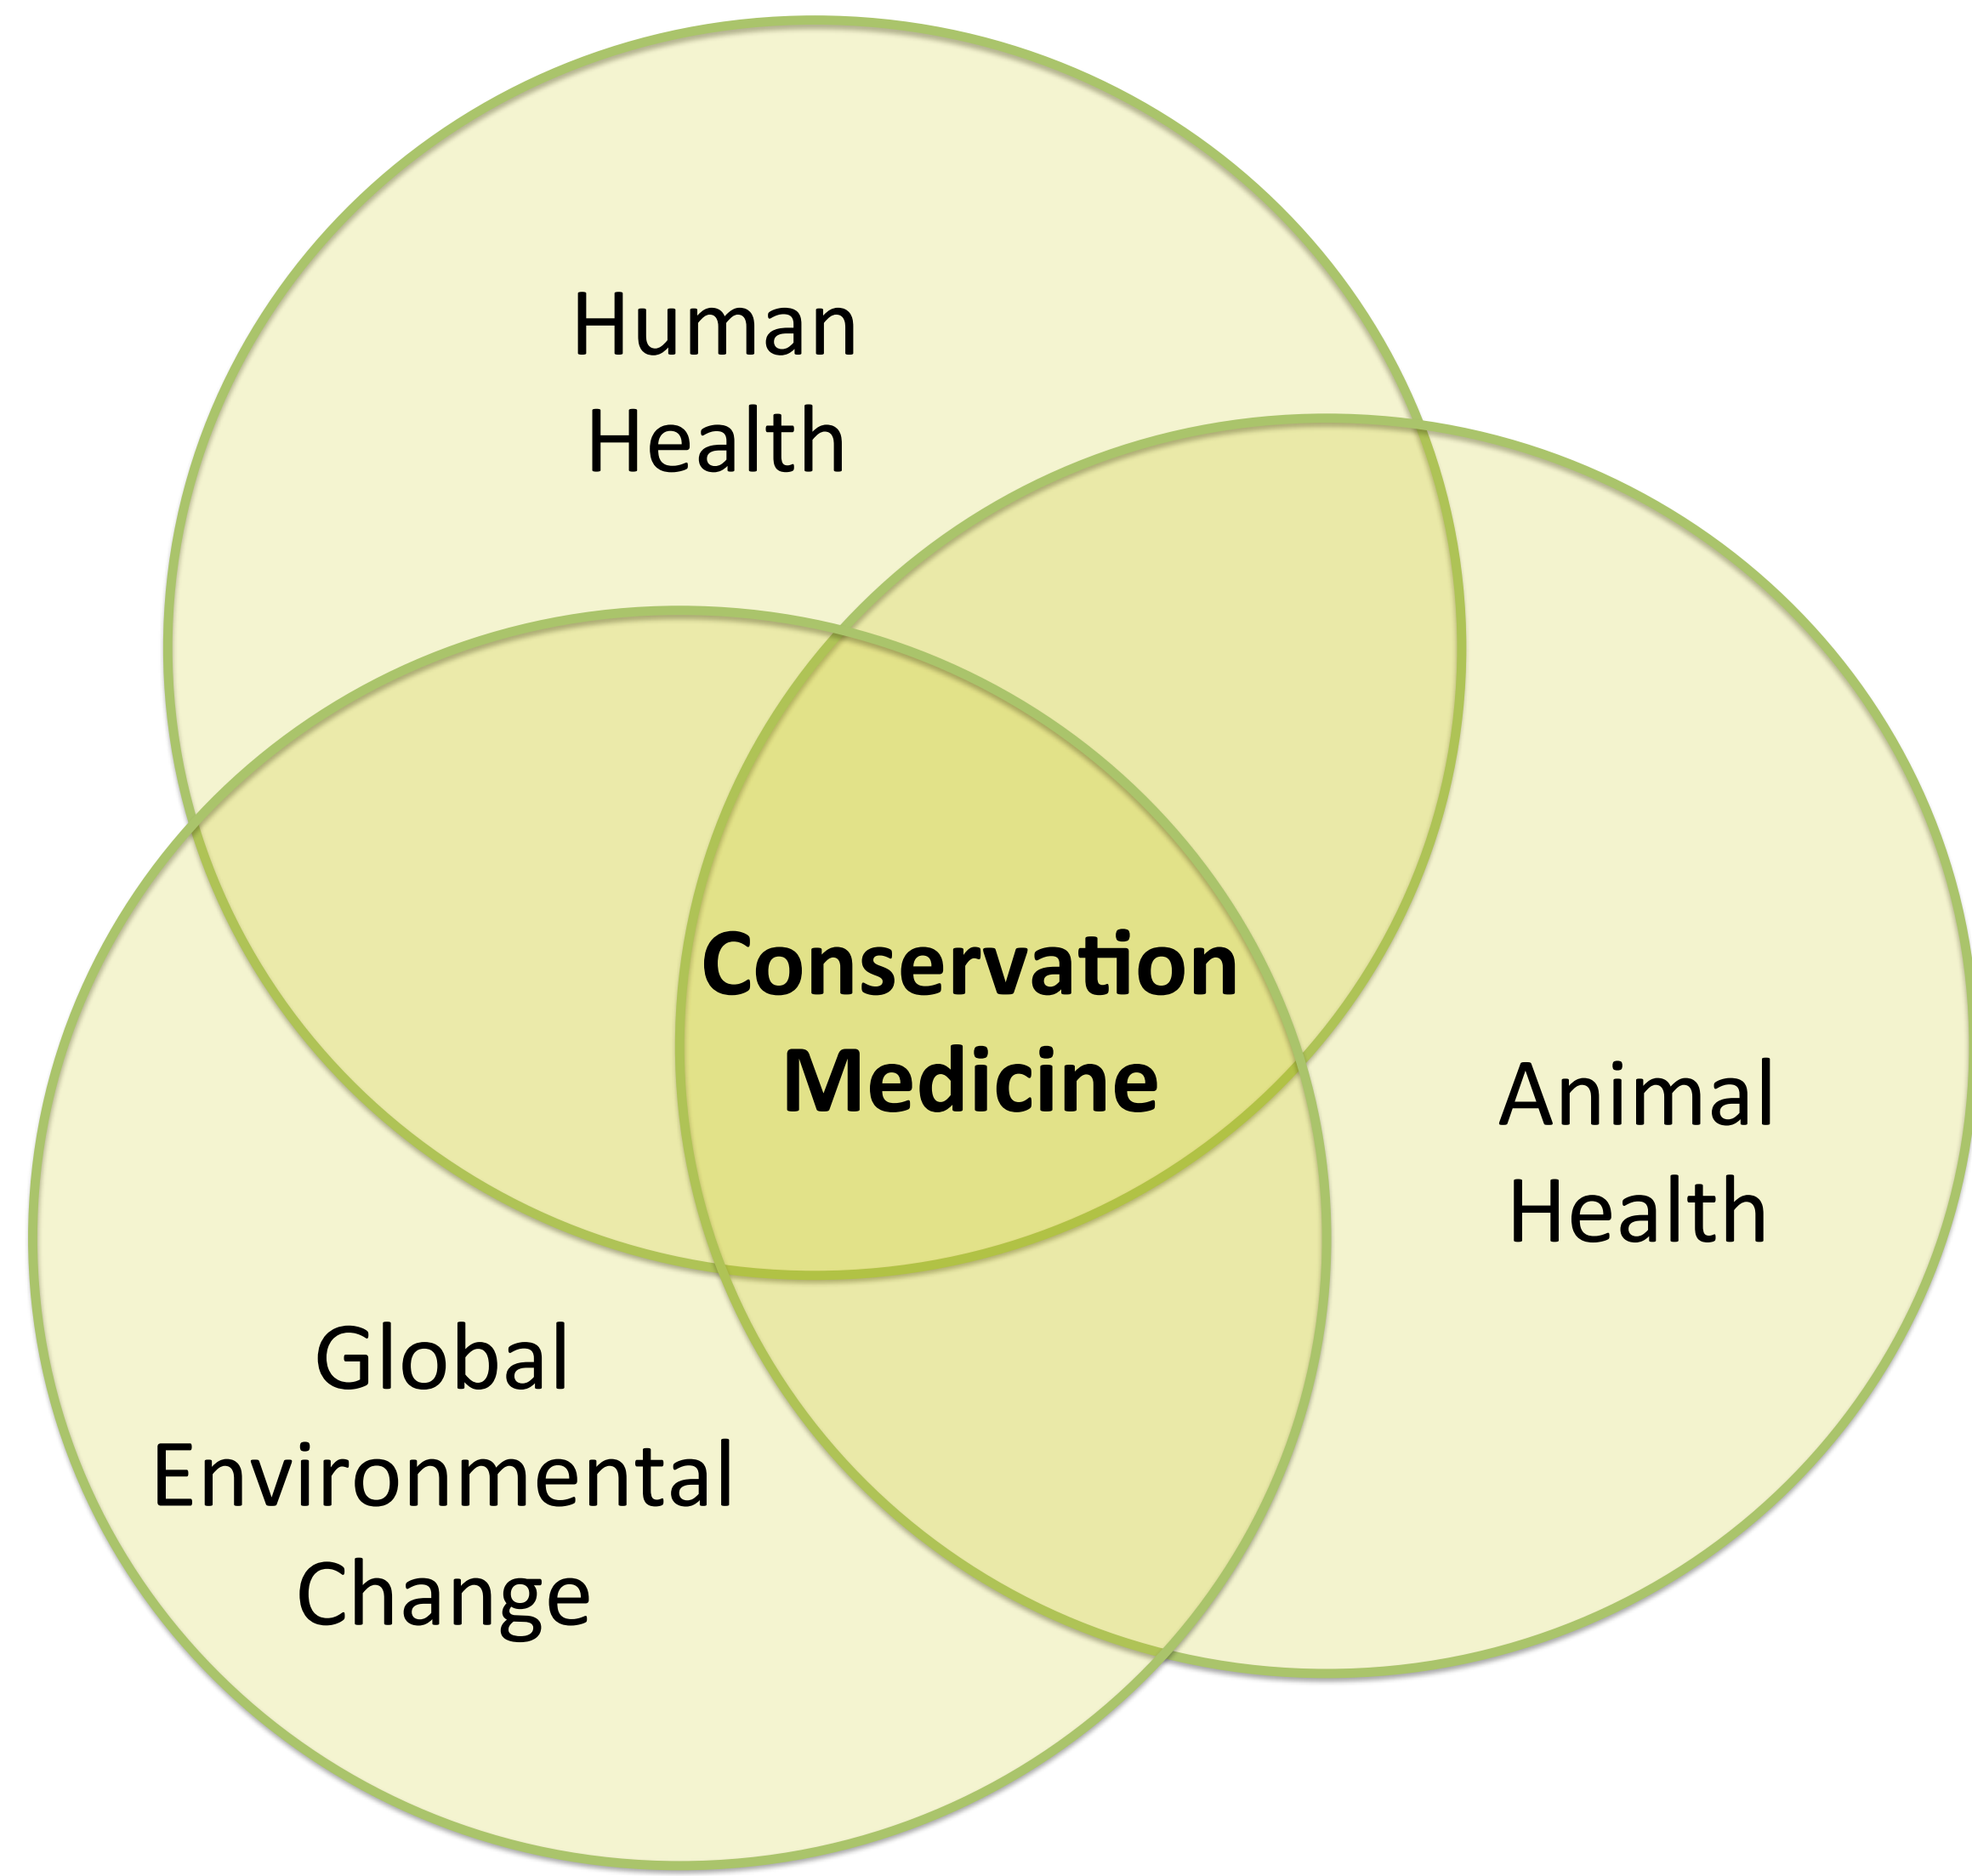 Human
Health
Conservation
Medicine
Animal
Health
Global
Environmental
Change